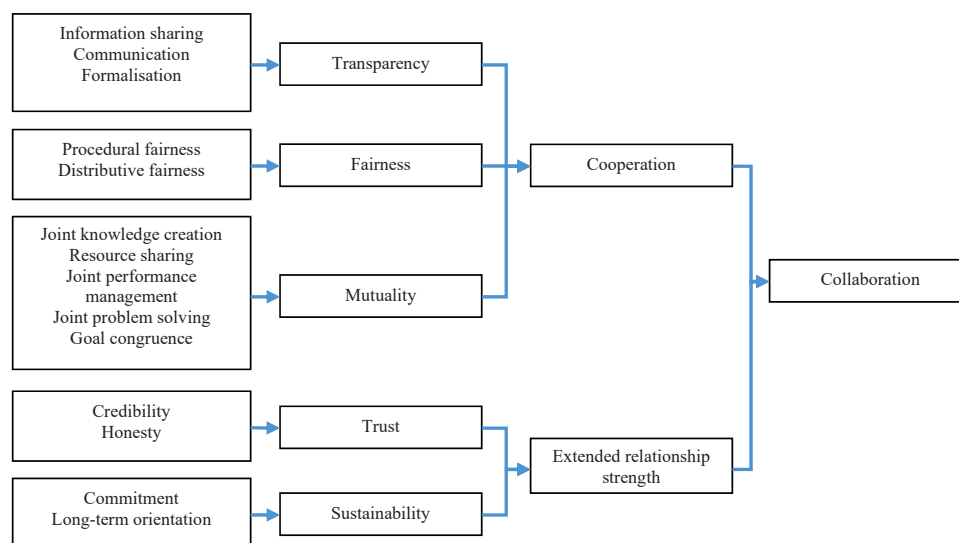 Information sharing
Communication
Formalisation
Transparency
Procedural fairness
Distributive fairness
Fairness
Cooperation
Joint knowledge creation
Resource sharing
Joint performance
management
Joint problem solving
Goal congruence
Mutuality
Collaboration
Credibility
Honesty
Trust
Extended relationship
strength
Commitment
Long-term orientation
Sustainability